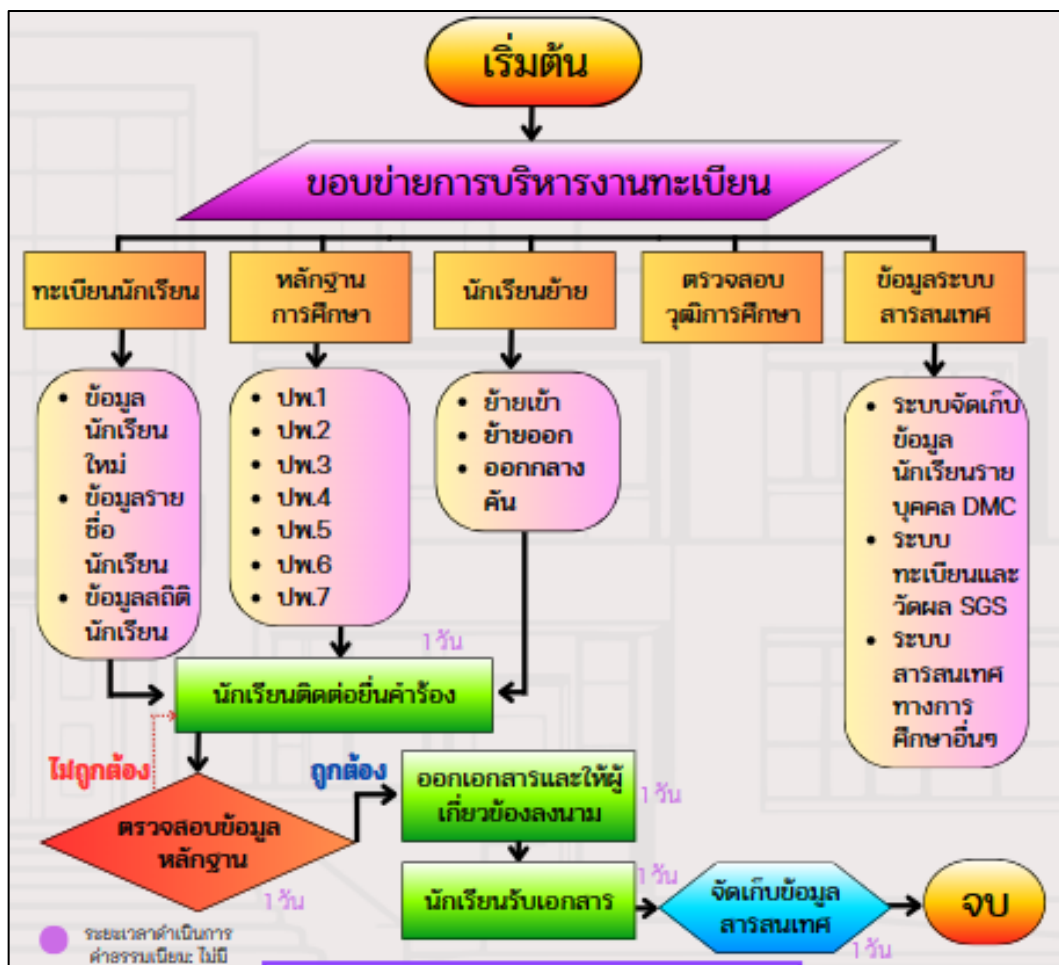 เริ่มต้น
ขอบข่ายการบริหารงานทะเบียน
ทะเบียนนักเรียน
หลักฐาน
การศึกษา
นักเรียนย้าย
ตรวจสอบ
วุฒิการศึกษา
ข้อมูลระบบ
สารสนเทศ
• ข้อมูล
นักเรียน
ใหม่
• ข้อมูลราย
ชื่อ
นักเรียน
• ข้อมูลสถิติ
นักเรียน
• ปพ.1
• ปพ.2
• ปพ.3
• ปพ.4
• ปพ.5
• ปพ.6
• ปพ.7
• ย้ายเข้า
• ย้ายออก
• ออกกลาง
คัน
• ระบบจัดเก็บ
ข้อมูล
นักเรียนราย
บุคคล DMC
• ระบบ
ทะเบียนและ
วัดผล SGS
• ระบบ
สารสนเทศ
ทางการ
ศึกษาอื่นๆ
1 วัน
นักเรียนติดต่อยื่นคำร้อง
ไม่ถูกต้อง
ถูกต้อง
ตรวจสอบข้อมูล
หลักฐาน
1 วัน
ออกเอกสารและให้ผู้
เกี่ยวข้องลงนาม
1 วัน
นักเรียนรับเอกสาร
1 วัน
จัดเก็บข้อมูล
สารสนเทศ
1 วัน
จบ
ระยะเวลาดำเนินการ
ค่าธรรมเนียม: ไม่มี